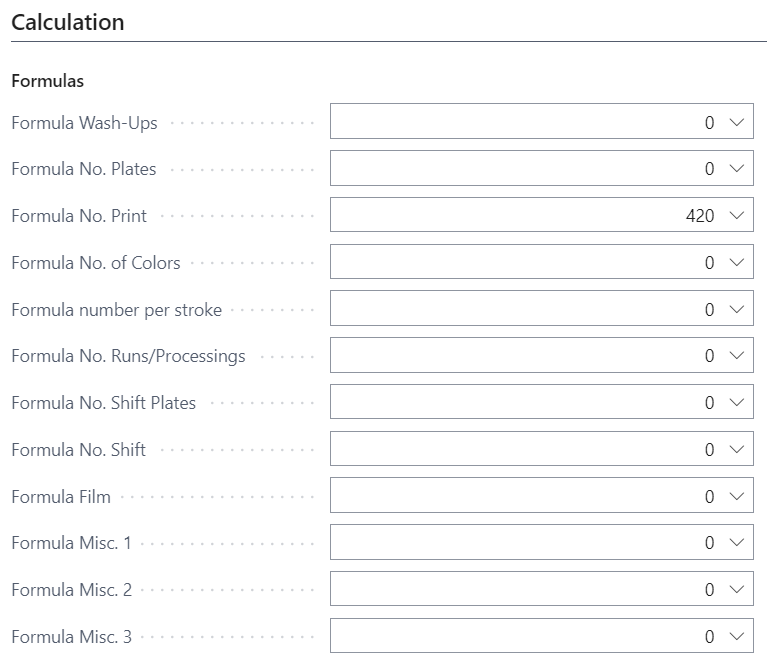 Calculation
Formulas
Formula Wash-Ups 0
Formula No. Plates 0
Formula No. Print 420
Formula No. of Colors 0
Formula number per stroke 0
Formula No. Runs/Processings 0
Formula No. Shift Plates 0
Formula No. Shift 0
Formula Film 0
Formula Misc. 1 0
Formula Misc. 2 0
Formula Misc. 3 0